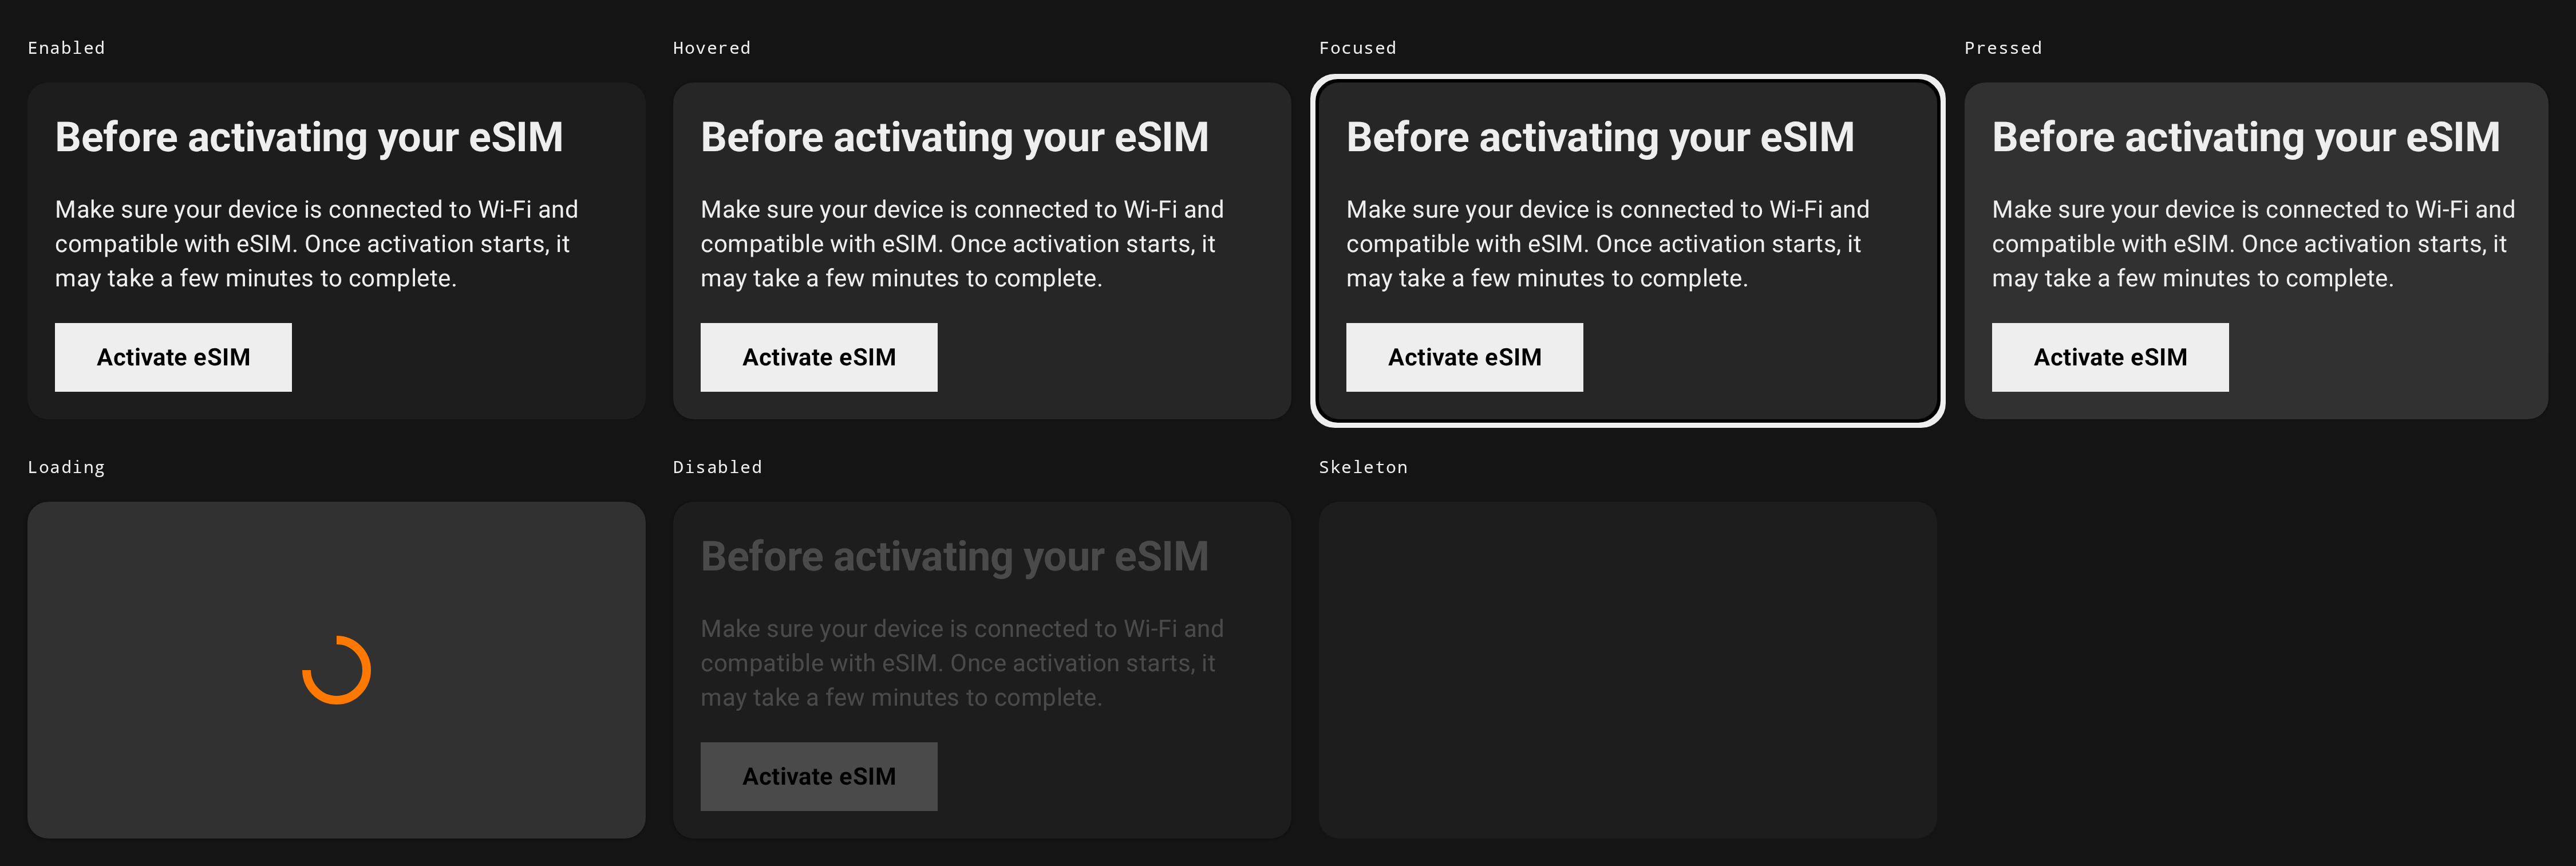 Enabled
Before activating your eSIM
Make sure your device is connected to Wi-Fi and
compatible with eSIM. Once activation starts, it
may take a few minutes to complete.
Activate eSIM
Hovered
Before activating your eSIM
Make sure your device is connected to Wi-Fi and
compatible with eSIM. Once activation starts, it
may take a few minutes to complete.
Activate eSIM
Focused
Before activating your eSIM
Make sure your device is connected to Wi-Fi and
compatible with eSIM. Once activation starts, it
may take a few minutes to complete.
Activate eSIM
Pressed
Before activating your eSIM
Make sure your device is connected to Wi-Fi and
compatible with eSIM. Once activation starts, it
may take a few minutes to complete.
Activate eSIM
Loading
Disabled
Before activating your eSIM
Make sure your device is connected to Wi-Fi and
compatible with eSIM. Once activation starts, it
may take a few minutes to complete.
Activate eSIM
Skeleton